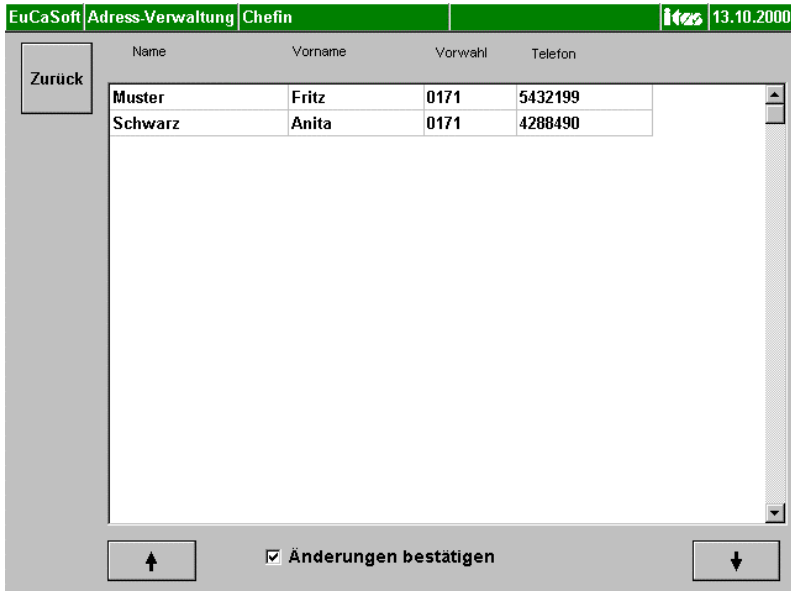 EuCaSoft Adress-Verwaltung Chefin itos 13.10.2000
Zurück
Name Vorname Vorwahl Telefon
Muster Fritz 0171 5432199
Schwarz Anita 0171 4288490
Änderungen bestätigen